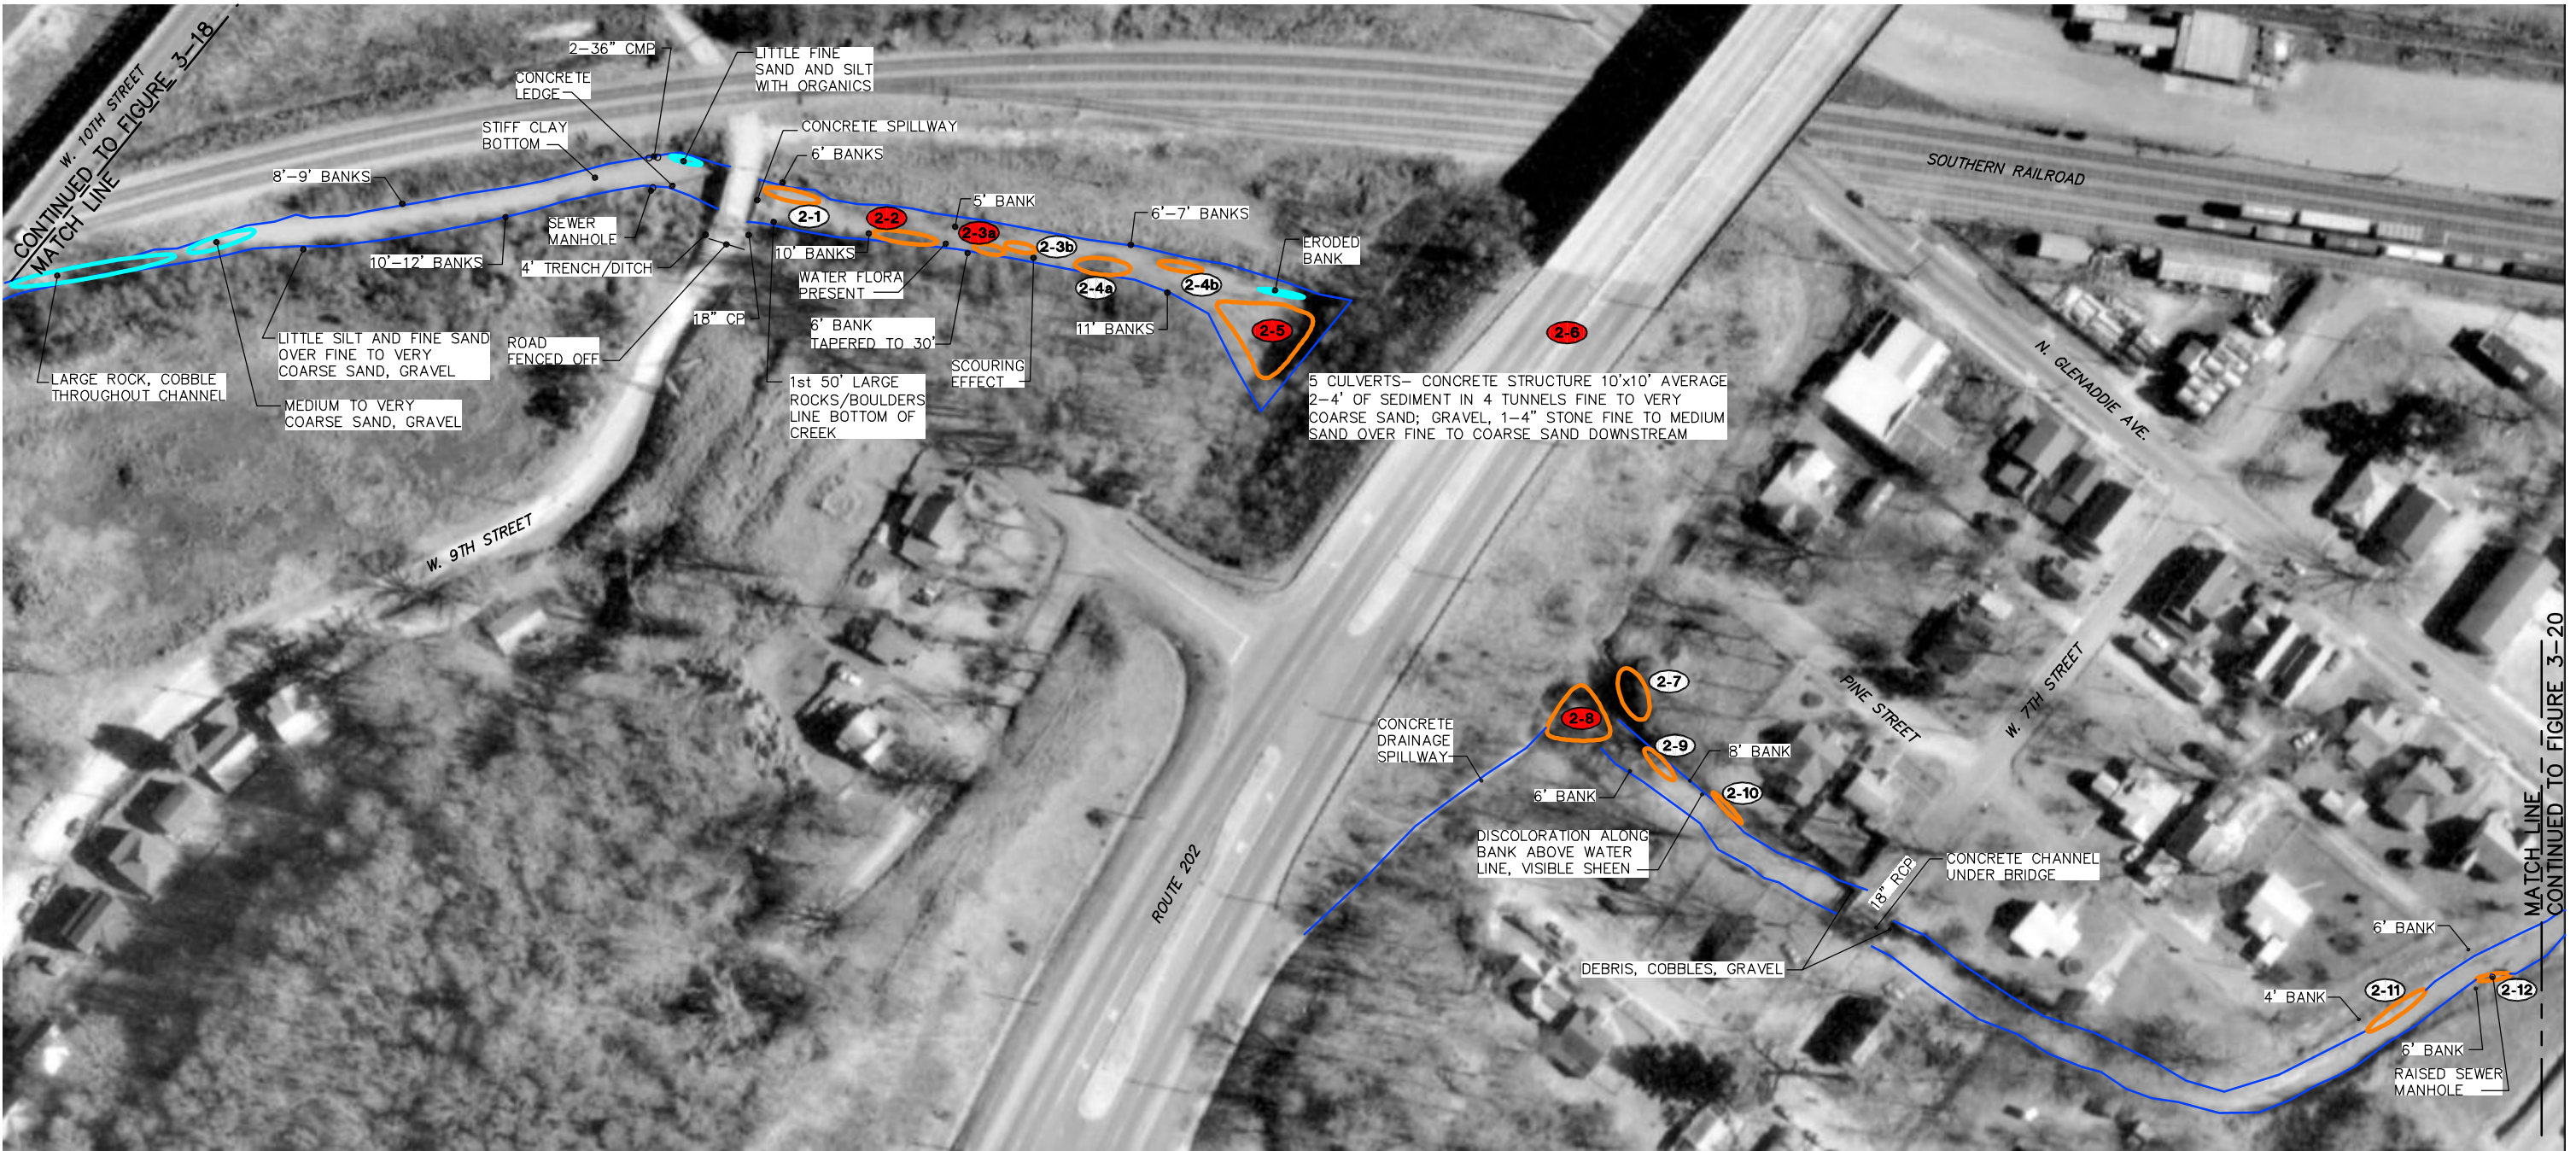 W. 10TH STREET
CONTINUED TO FIGURE 3-18
MATCH LINE
2-36" CMP
CONCRETE
LEDGE
STIFF CLAY
BOTTOM
8'-9' BANKS
LITTLE FINE
SAND AND SILT
WITH ORGANICS
CONCRETE SPILLWAY
6' BANKS
5' BANK
6'-7' BANKS
ERODED
BANK
2-1
2-2
2-3a
2-3b
2-4a
2-4b
2-5
2-6
SEWER
MANHOLE
10'-12' BANKS
4' TRENCH/DITCH
10' BANKS
WATER FLORA
PRESENT
18" CP
6' BANK
TAPERED TO 30'
11' BANKS
SCOURING
EFFECT
ROAD
FENCED OFF
LITTLE SILT AND FINE SAND
OVER FINE TO VERY
COARSE SAND, GRAVEL
LARGE ROCK, COBBLE
THROUGHOUT CHANNEL
MEDIUM TO VERY
COARSE SAND, GRAVEL
1st 50' LARGE
ROCKS/BOULDERS
LINE BOTTOM OF
CREEK
5 CULVERTS- CONCRETE STRUCTURE 10'x10' AVERAGE
2-4' OF SEDIMENT IN 4 TUNNELS FINE TO VERY
COARSE SAND; GRAVEL, 1-4" STONE FINE TO MEDIUM
SAND OVER FINE TO COARSE SAND DOWNSTREAM
SOUTHERN RAILROAD
N. GLENADDIE AVE.
W. 9TH STREET
PINE STREET
W. 7TH STREET
ROUTE 202
2-7
2-8
2-9
2-10
CONCRETE
DRAINAGE
SPILLWAY
8' BANK
6' BANK
DISCOLORATION ALONG
BANK ABOVE WATER
LINE, VISIBLE SHEEN
18" RCP
CONCRETE CHANNEL
UNDER BRIDGE
DEBRIS, COBBLES, GRAVEL
6' BANK
2-11
2-12
4' BANK
6' BANK
RAISED SEWER
MANHOLE
MATCH LINE
CONTINUED TO FIGURE 3-20